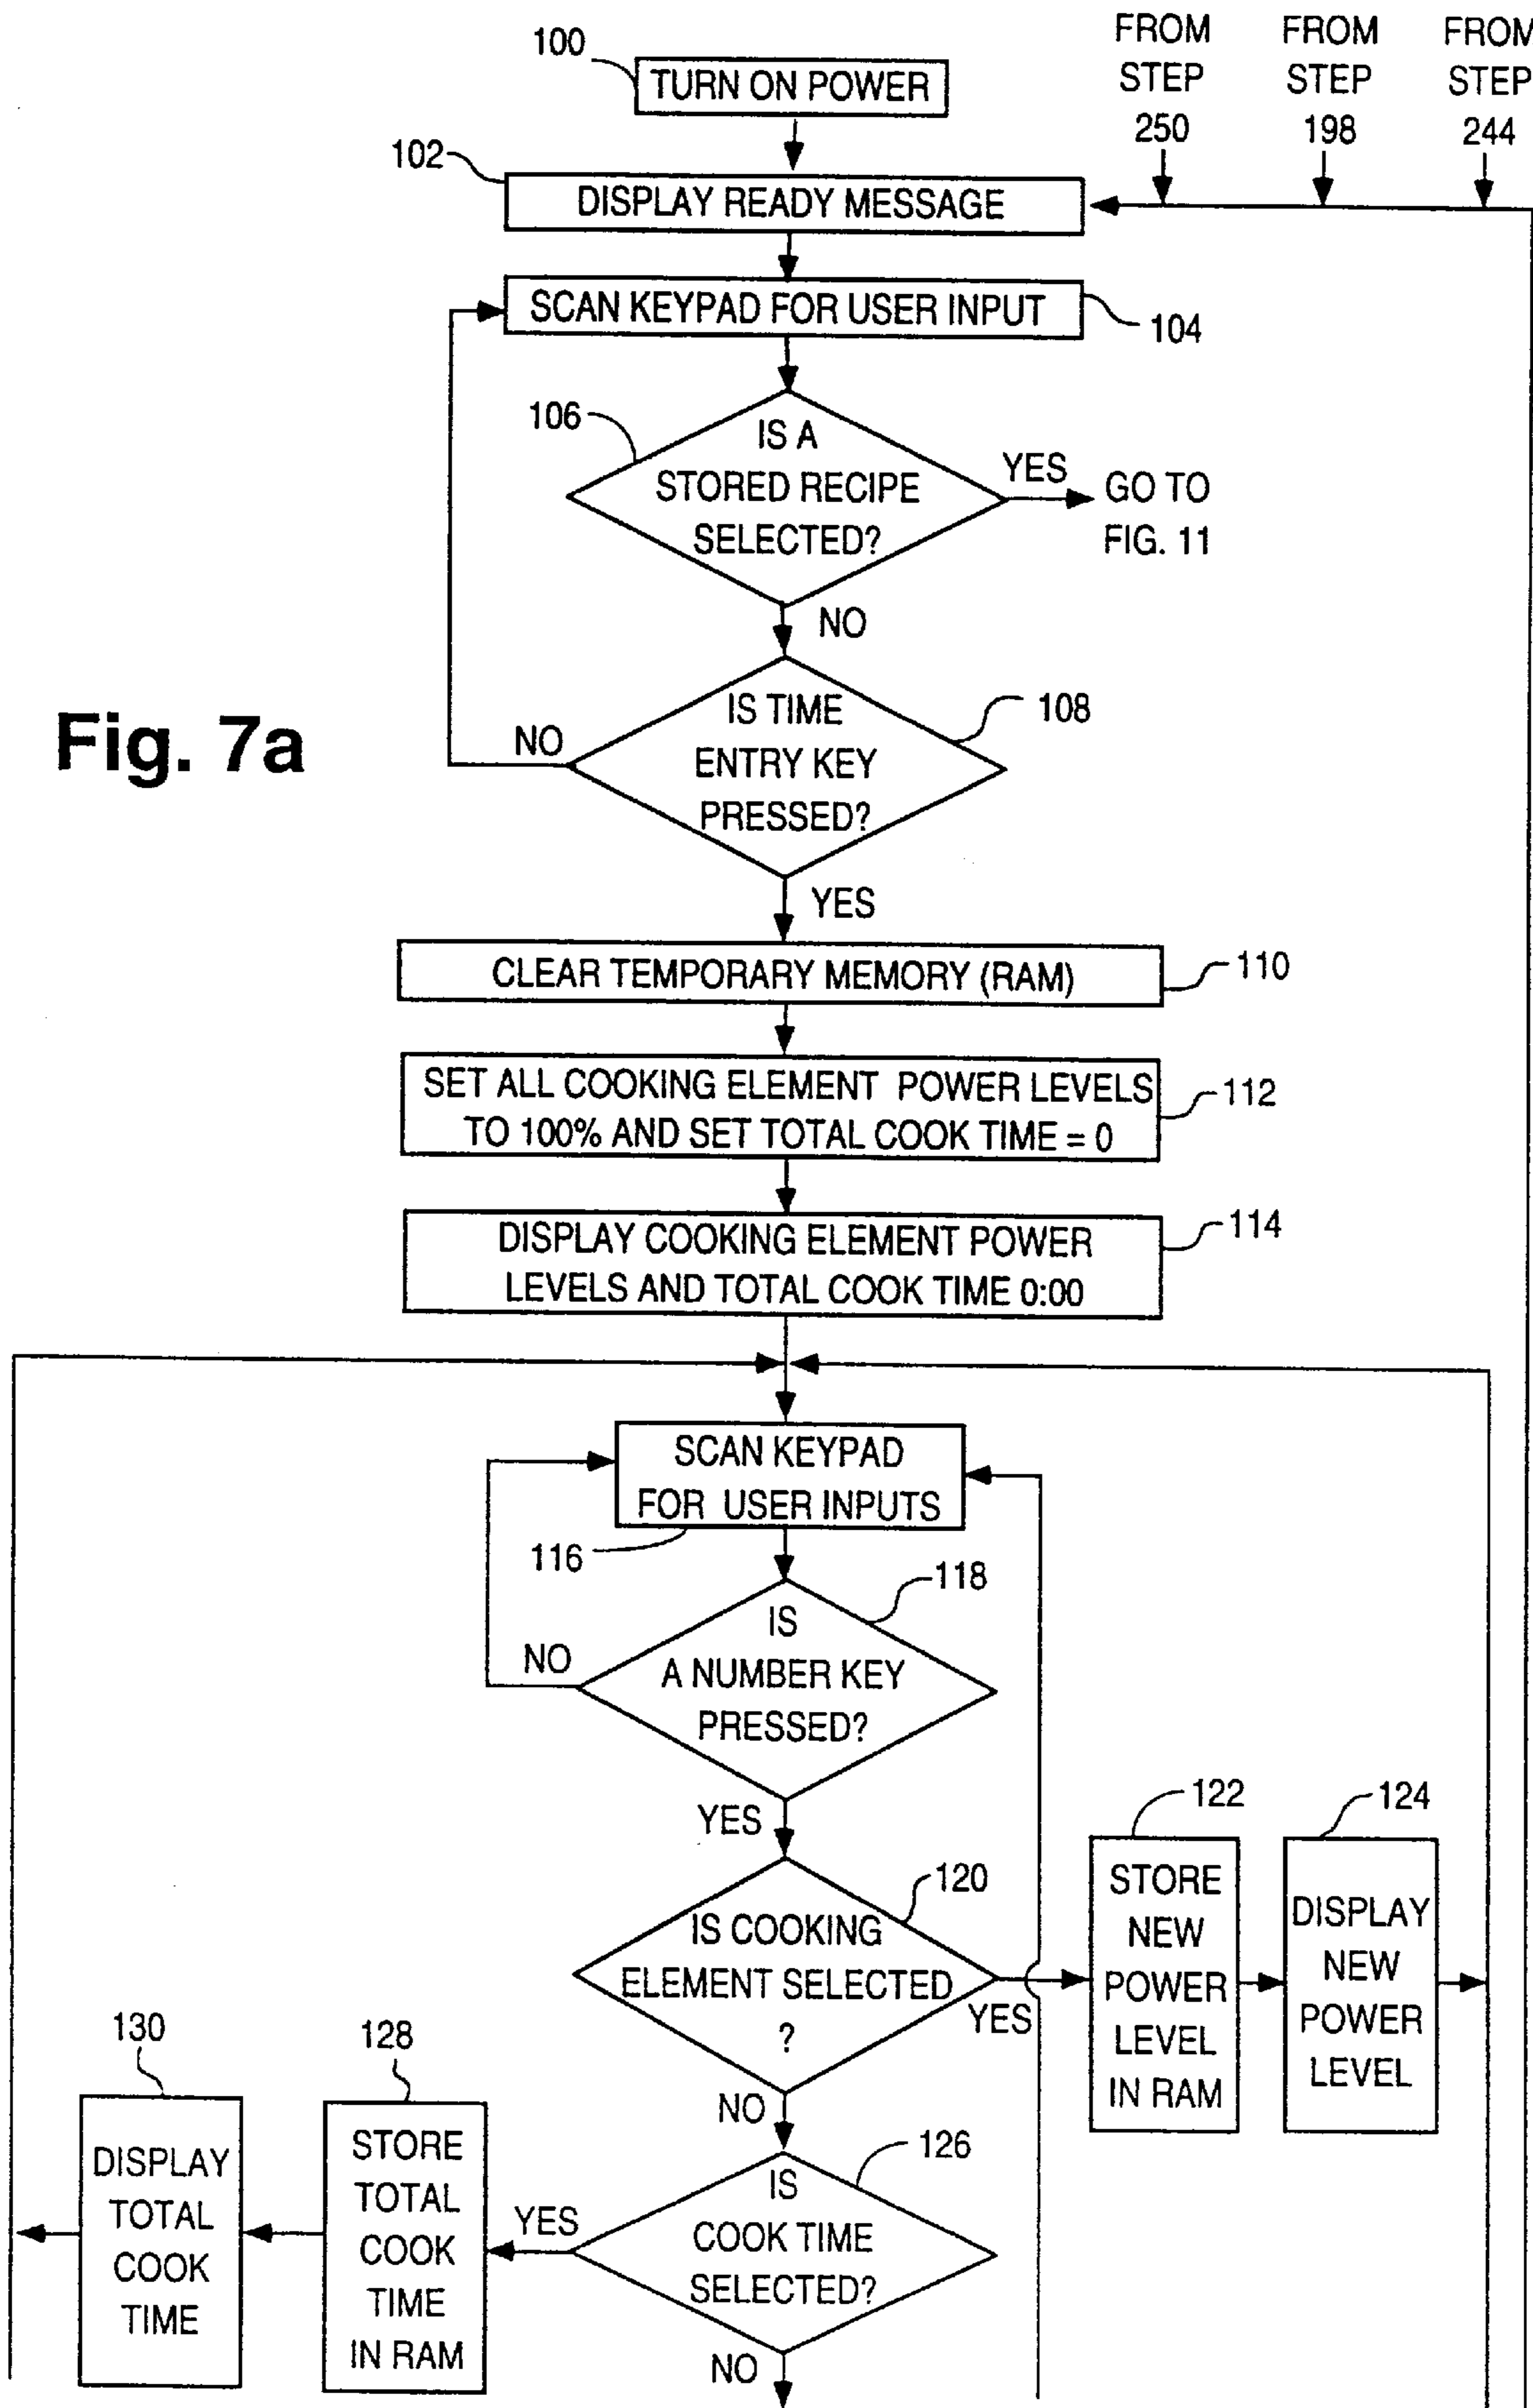 FROM
STEP
250
FROM
STEP
198
FROM
STEP
244
100
TURN ON POWER
102
DISPLAY READY MESSAGE
SCAN KEYPAD FOR USER INPUT
104
106
IS A
STORED RECIPE
SELECTED?
YES
GO TO
FIG. 11
NO
Fig. 7a
IS TIME
ENTRY KEY
PRESSED?
108
NO
YES
CLEAR TEMPORARY MEMORY (RAM)
110
SET ALL COOKING ELEMENT POWER LEVELS
TO 100% AND SET TOTAL COOK TIME = 0
112
DISPLAY COOKING ELEMENT POWER
LEVELS AND TOTAL COOK TIME 0:00
114
SCAN KEYPAD
FOR USER INPUTS
116
118
IS
A NUMBER KEY
PRESSED?
NO
YES
120
IS COOKING
ELEMENT SELECTED
?
YES
122
STORE
NEW
POWER
LEVEL
IN RAM
124
DISPLAY
NEW
POWER
LEVEL
NO
126
IS
COOK TIME
SELECTED?
YES
128
STORE
TOTAL
COOK
TIME
IN RAM
130
DISPLAY
TOTAL
COOK
TIME
NO